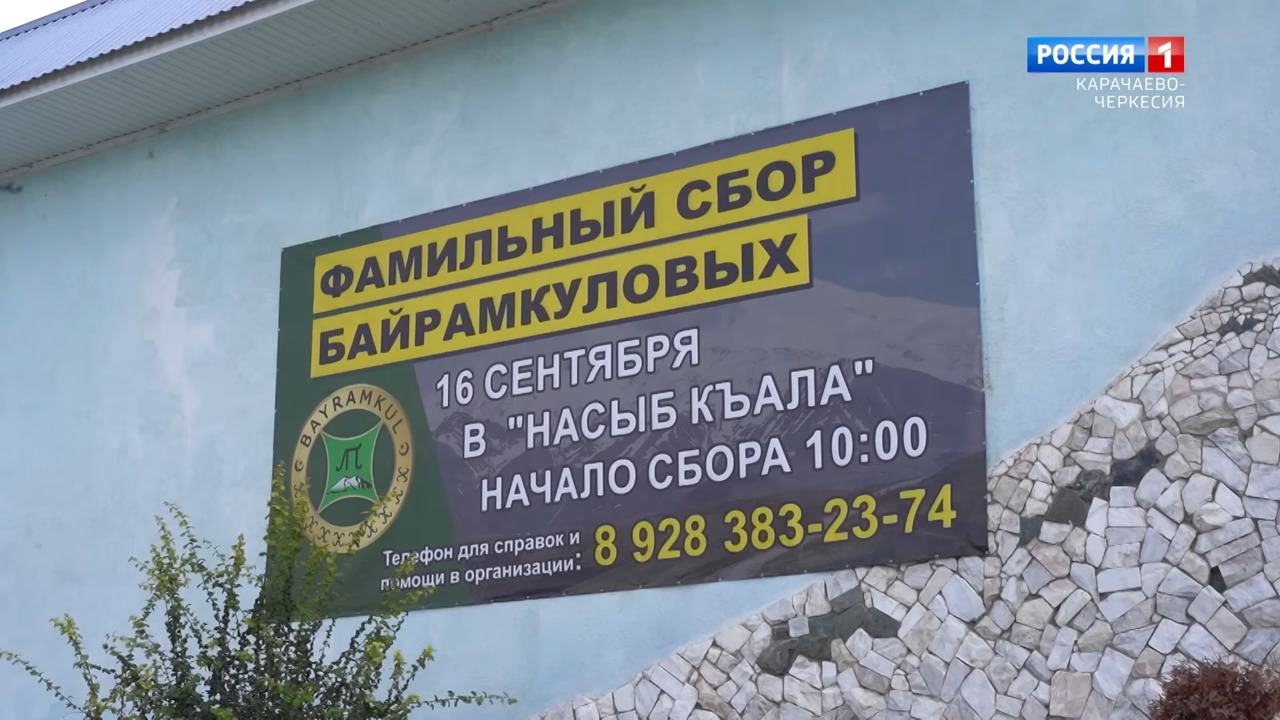 РОССИЯ 1
КАРАЧАЕВО-
ЧЕРКЕСИЯ
ФАМИЛЬНЫЙ СБОР
БАЙРАМКУЛОВЫХ
16 СЕНТЯБРЯ
В "НАСЫБ КЪАЛА"
НАЧАЛО СБОРА 10:00
BAYRAMKUL
Телефон для справок и
помощи в организации:
8 928 383-23-74